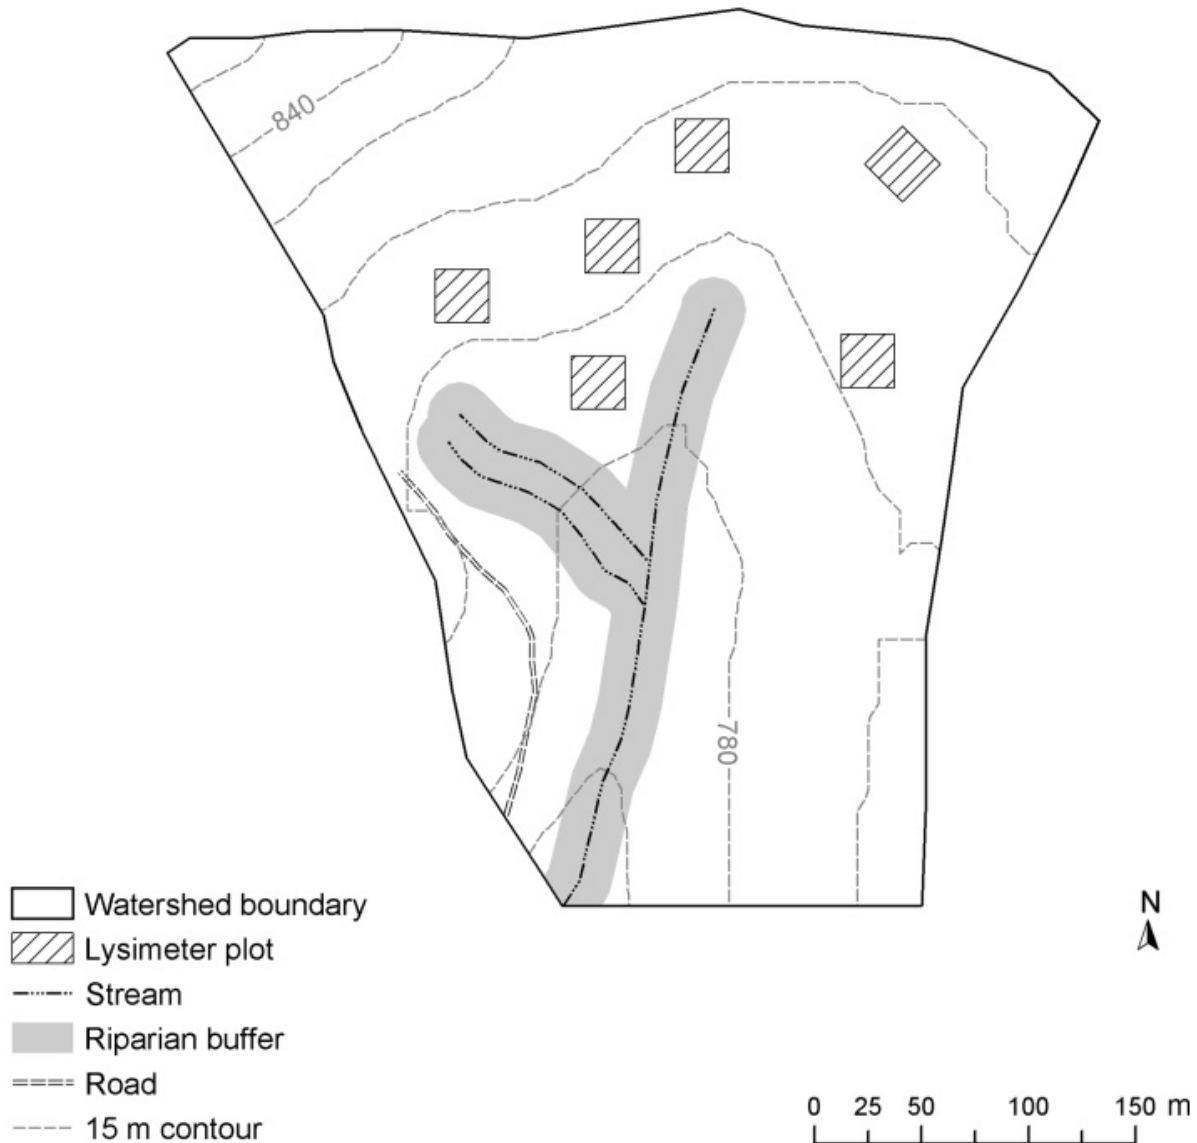 840
780
Watershed boundary
Lysimeter plot
Stream
Riparian buffer
Road
15 m contour
N
0 25 50 100 150 m